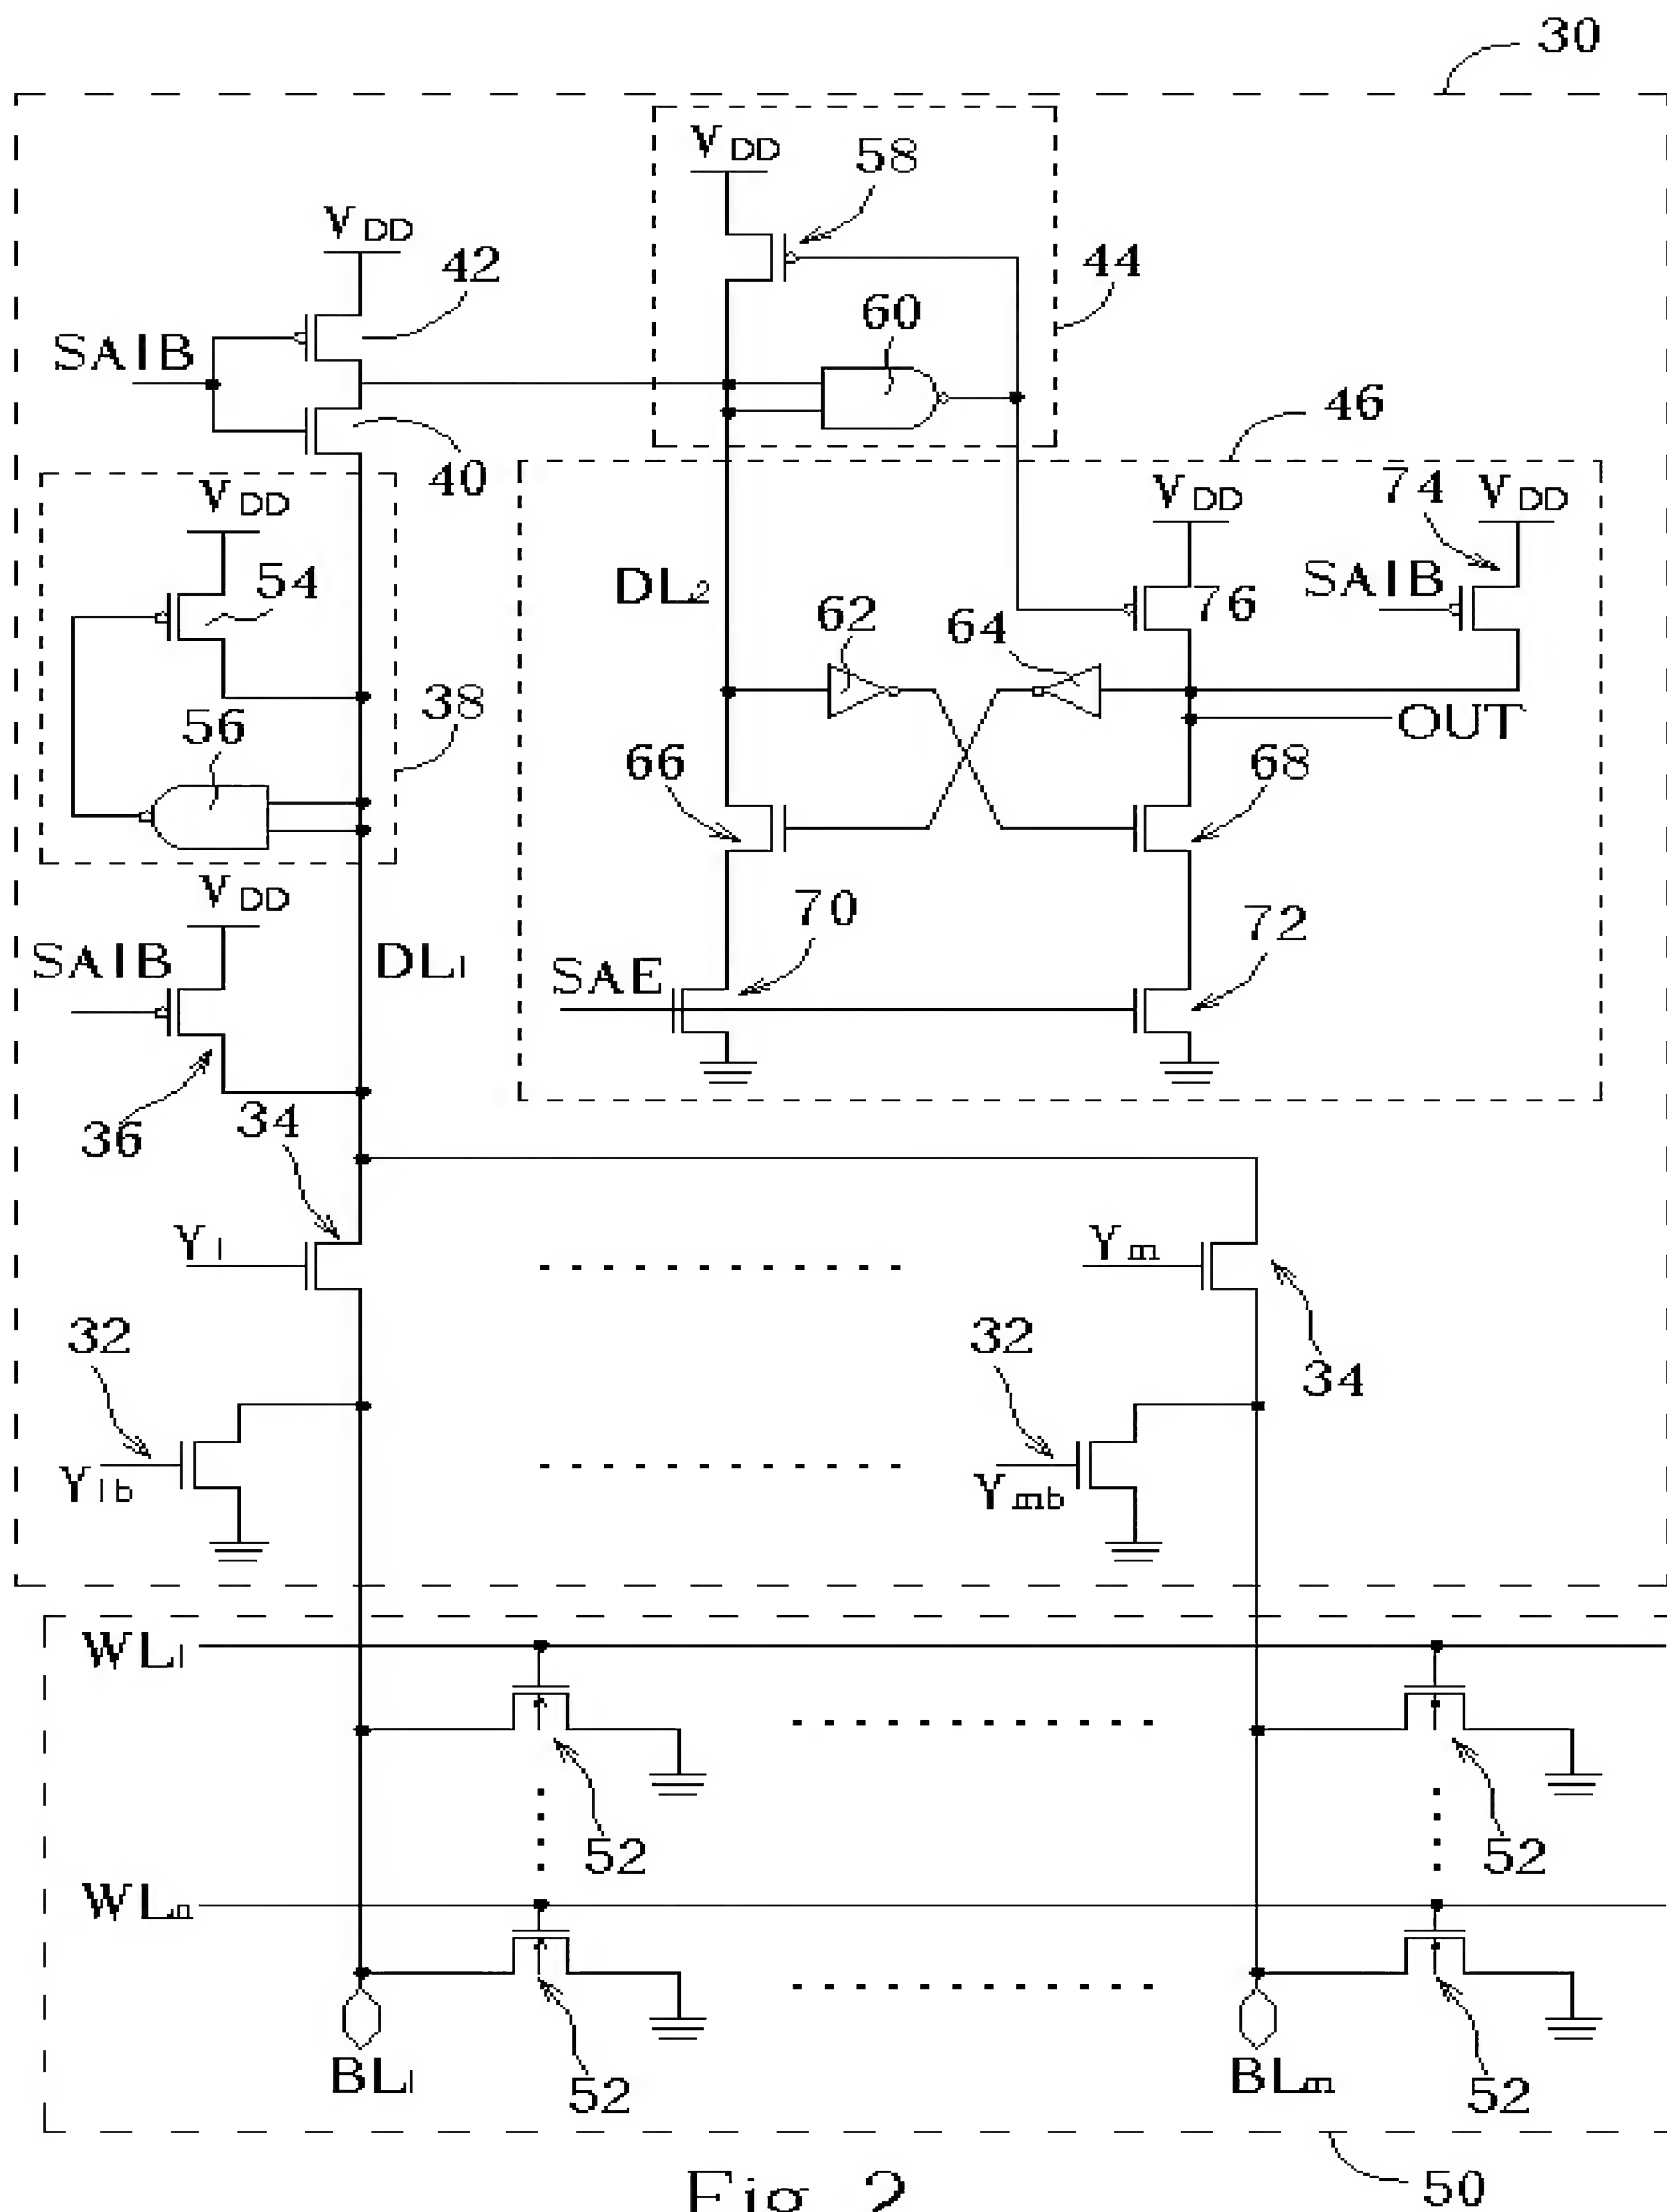 30
VDD
58
VDD
42
44
60
SAIB
46
40
VDD
VDD
74
VDD
54
DL2
SAIB
76
62
64
38
56
OUT
66
68
VDD
70
72
SAIB
DL1
SAE
36
34
Y1
Ym
32
32
34
Y1b
Ymb
WL1
52
52
WLn
BL1
52
BLm
52
50
Fig. 2